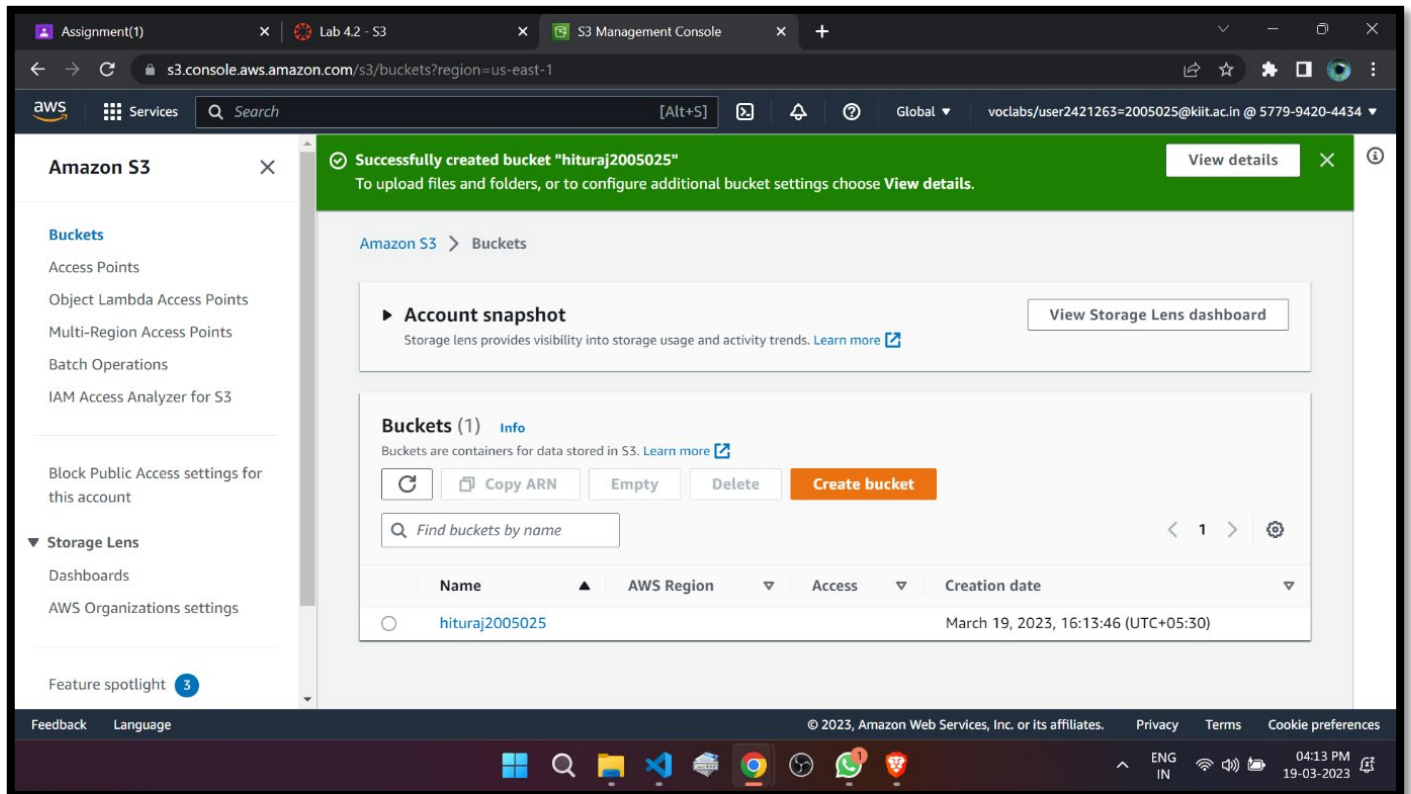 Assignment(1)
Lab 4.2 - S3
S3 Management Console
s3.console.aws.amazon.com/s3/buckets?region=us-east-1
aws
Services
Search
[Alt+S]
Global
voclabs/user2421263=2005025@kiit.ac.in @ 5779-9420-4434
Amazon S3
Buckets
Access Points
Object Lambda Access Points
Multi-Region Access Points
Batch Operations
IAM Access Analyzer for S3
Block Public Access settings for
this account
Storage Lens
Dashboards
AWS Organizations settings
Feature spotlight 3
Successfully created bucket "hituraj2005025"
To upload files and folders, or to configure additional bucket settings choose View details.
View details
Amazon S3 > Buckets
Account snapshot
Storage lens provides visibility into storage usage and activity trends. Learn more
View Storage Lens dashboard
Buckets (1) Info
Buckets are containers for data stored in S3. Learn more
Copy ARN
Empty
Delete
Create bucket
Find buckets by name
< 1 >
Name AWS Region Access Creation date
hituraj2005025 March 19, 2023, 16:13:46 (UTC+05:30)
Feedback Language
© 2023, Amazon Web Services, Inc. or its affiliates. Privacy Terms Cookie preferences
1
ENG
IN
04:13 PM
19-03-2023